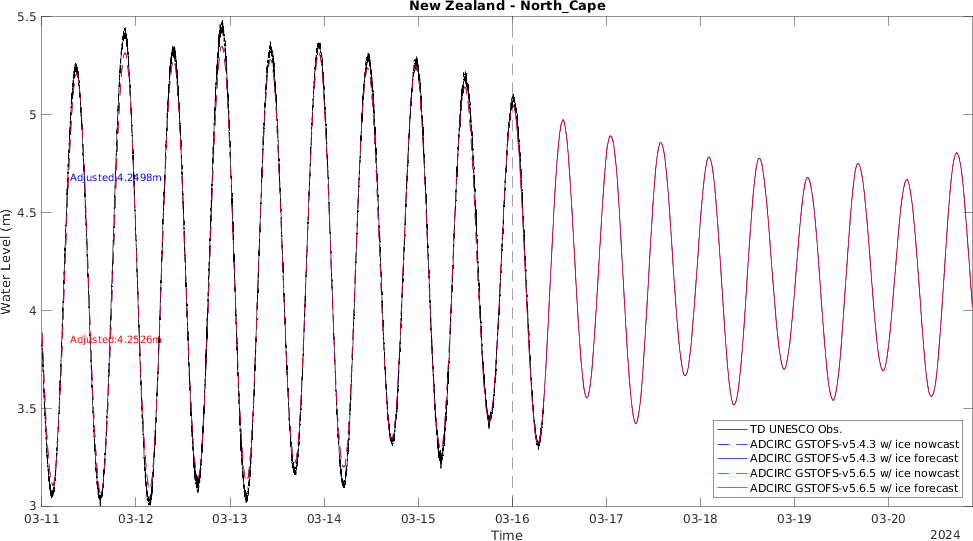 New Zealand - North_Cape
5.5
5
4.5
4
3.5
3
Water Level (m)
Adjusted:4.2498m
Adjusted:4.2526m
TD UNESCO Obs.
ADCIRC GSTOFS-v5.4.3 w/ ice nowcast
ADCIRC GSTOFS-v5.4.3 w/ ice forecast
ADCIRC GSTOFS-v5.6.5 w/ ice nowcast
ADCIRC GSTOFS-v5.6.5 w/ ice forecast
03-11 03-12 03-13 03-14 03-15 03-16 03-17 03-18 03-19 03-20
Time
2024